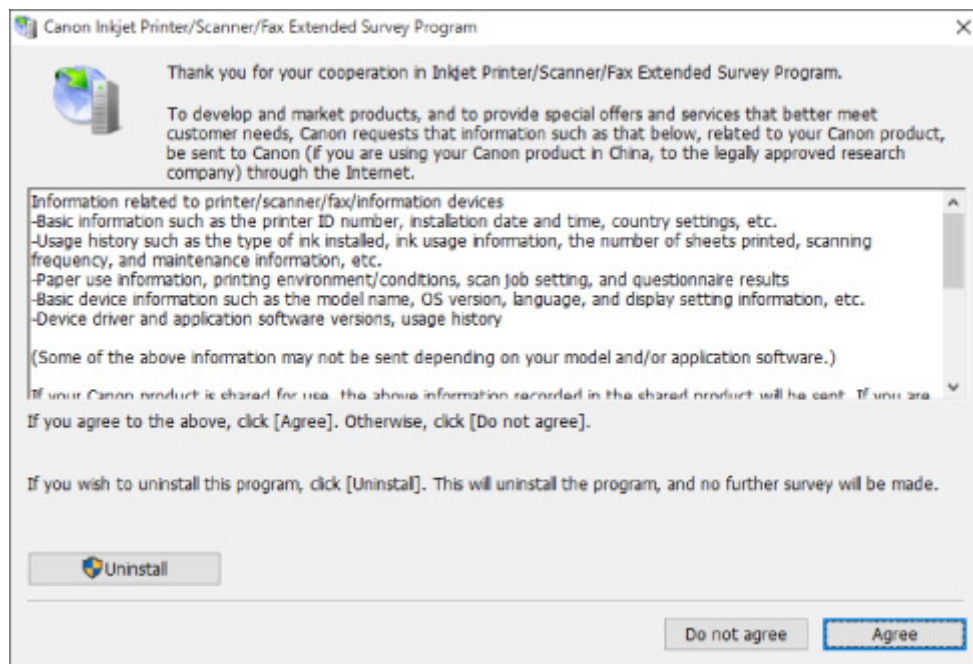 Canon Inkjet Printer/Scanner/Fax Extended Survey Program
Thank you for your cooperation in Inkjet Printer/Scanner/Fax Extended Survey Program.
To develop and market products, and to provide special offers and services that better meet
customer needs, Canon requests that information such as that below, related to your Canon product,
be sent to Canon (if you are using your Canon product in China, to the legally approved research
company) through the Internet.
Information related to printer/scanner/fax/information devices
-Basic information such as the printer ID number, installation date and time, country settings, etc.
-Usage history such as the type of ink installed, ink usage information, the number of sheets printed, scanning
frequency, and maintenance information, etc.
-Paper use information, printing environment/conditions, scan job setting, and questionnaire results
-Basic device information such as the model name, OS version, language, and display setting information, etc.
-Device driver and application software versions, usage history
(Some of the above information may not be sent depending on your model and/or application software.)
If your Canon product is shared for use, the above information recorded in the shared product will be sent. If you are
If you agree to the above, click [Agree]. Otherwise, click [Do not agree].
If you wish to uninstall this program, click [Uninstall]. This will uninstall the program, and no further survey will be made.
Uninstall
Do not agree
Agree